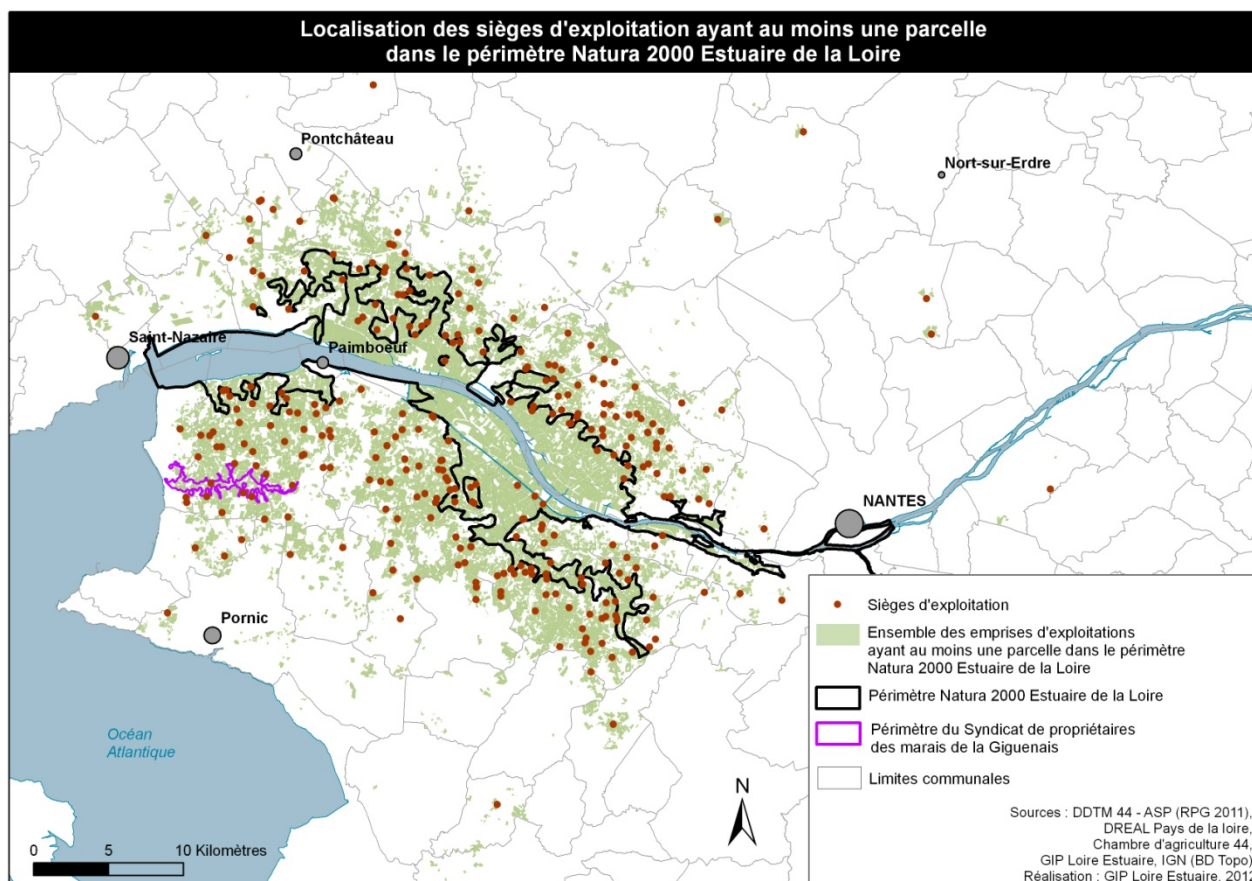 Localisation des sièges d'exploitation ayant au moins une parcelle
dans le périmètre Natura 2000 Estuaire de la Loire
Pontchâteau
Nort-sur-Erdre
Saint-Nazaire
Paimboeuf
NANTES
Pornic
Océan
Atlantique
N
0 5 10 Kilomètres
Sièges d'exploitation
Ensemble des emprises d'exploitations
ayant au moins une parcelle dans le périmètre
Natura 2000 Estuaire de la Loire
Périmètre Natura 2000 Estuaire de la Loire
Périmètre du Syndicat de propriétaires
des marais de la Giguenais
Limites communales
Sources : DDTM 44 - ASP (RPG 2011),
DREAL Pays de la loire,
Chambre d'agriculture 44,
GIP Loire Estuaire, IGN (BD Topo)
Réalisation : GIP Loire Estuaire, 2012